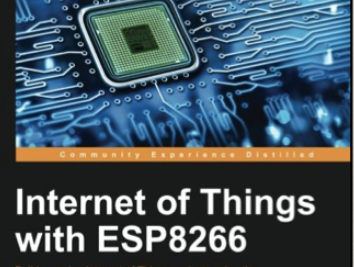 Community Experience Distilled
Internet of Things
with ESP8266